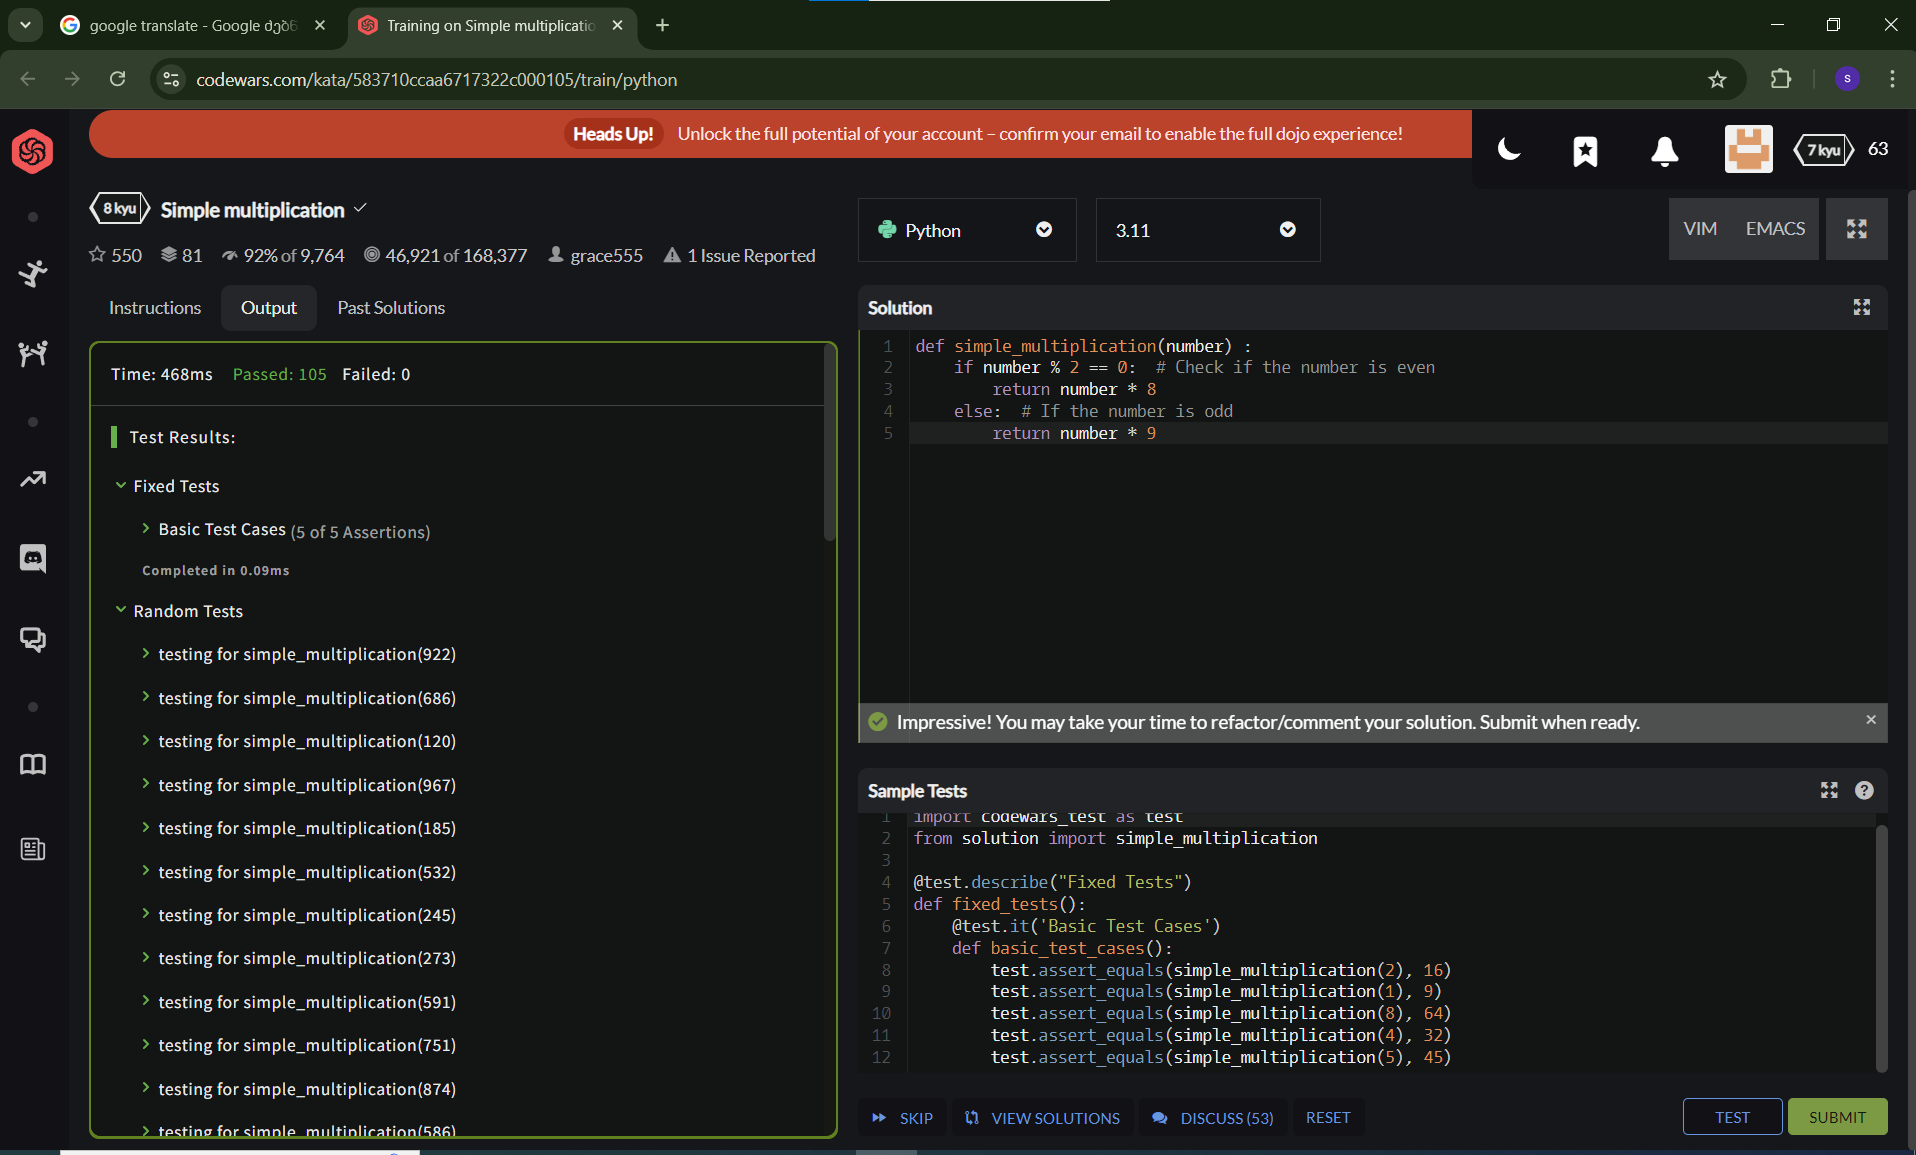 google translate - Google
Training on Simple multiplicatio
codewars.com/kata/583710ccaa6717322c000105/train/python
S
Heads Up! Unlock the full potential of your account – confirm your email to enable the full dojo experience!
7 kyu 63
8 kyu Simple multiplication
550 81 92% of 9,764 46,921 of 168,377 grace555 1 Issue Reported
Instructions Output Past Solutions
Time: 468ms Passed: 105 Failed: 0
Test Results:
Fixed Tests
Basic Test Cases (5 of 5 Assertions)
Completed in 0.09ms
Random Tests
testing for simple_multiplication(922)
testing for simple_multiplication(686)
testing for simple_multiplication(120)
testing for simple_multiplication(967)
testing for simple_multiplication(185)
testing for simple_multiplication(532)
testing for simple_multiplication(245)
testing for simple_multiplication(273)
testing for simple_multiplication(591)
testing for simple_multiplication(751)
testing for simple_multiplication(874)
testing for simple_multiplication(586)
Python 3.11 VIM EMACS
Solution
1 def simple_multiplication(number) :
2     if number % 2 == 0:  # Check if the number is even
3         return number * 8
4     else:  # If the number is odd
5         return number * 9
Impressive! You may take your time to refactor/comment your solution. Submit when ready.
Sample Tests
1 import codewars_test as test
2 from solution import simple_multiplication
3
4 @test.describe("Fixed Tests")
5 def fixed_tests():
6     @test.it('Basic Test Cases')
7     def basic_test_cases():
8         test.assert_equals(simple_multiplication(2), 16)
9         test.assert_equals(simple_multiplication(1), 9)
10         test.assert_equals(simple_multiplication(8), 64)
11         test.assert_equals(simple_multiplication(4), 32)
12         test.assert_equals(simple_multiplication(5), 45)
SKIP VIEW SOLUTIONS DISCUSS (53) RESET TEST SUBMIT